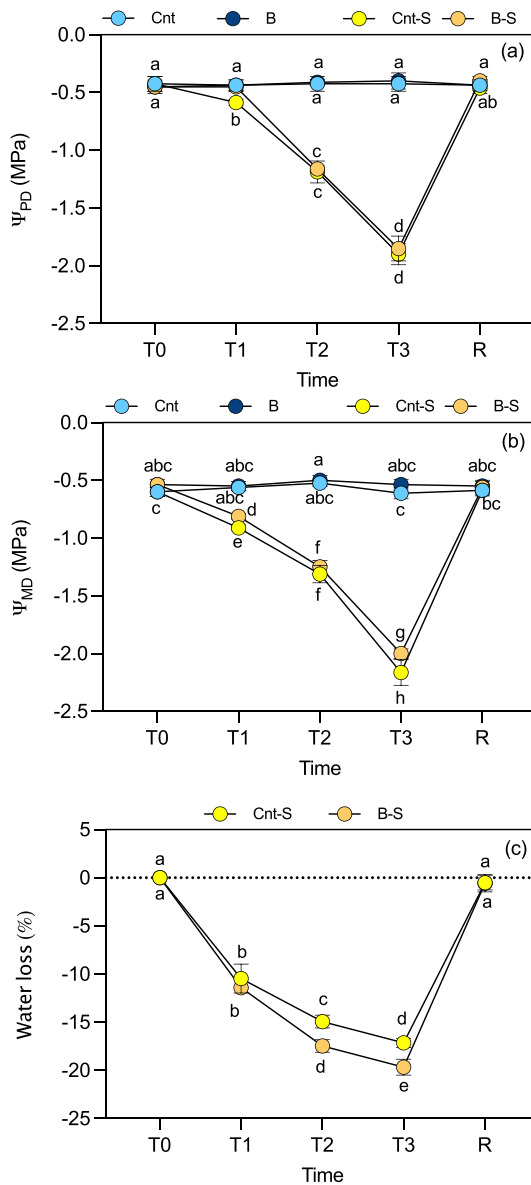 Cnt B Cnt-S B-S
(a)
Ψ_PD (MPa)
0.0
-0.5
-1.0
-1.5
-2.0
-2.5
a a a a a
a b a a ab
c d
c d
T0 T1 T2 T3 R
Time
Cnt B Cnt-S B-S
(b)
Ψ_MD (MPa)
0.0
-0.5
-1.0
-1.5
-2.0
-2.5
abc abc a abc abc
c abc d abc c bc
e f g
f h
T0 T1 T2 T3 R
Time
Cnt-S B-S
(c)
Water loss (%)
5
0
-5
-10
-15
-20
-25
a a
a a
b c d
b d e
T0 T1 T2 T3 R
Time